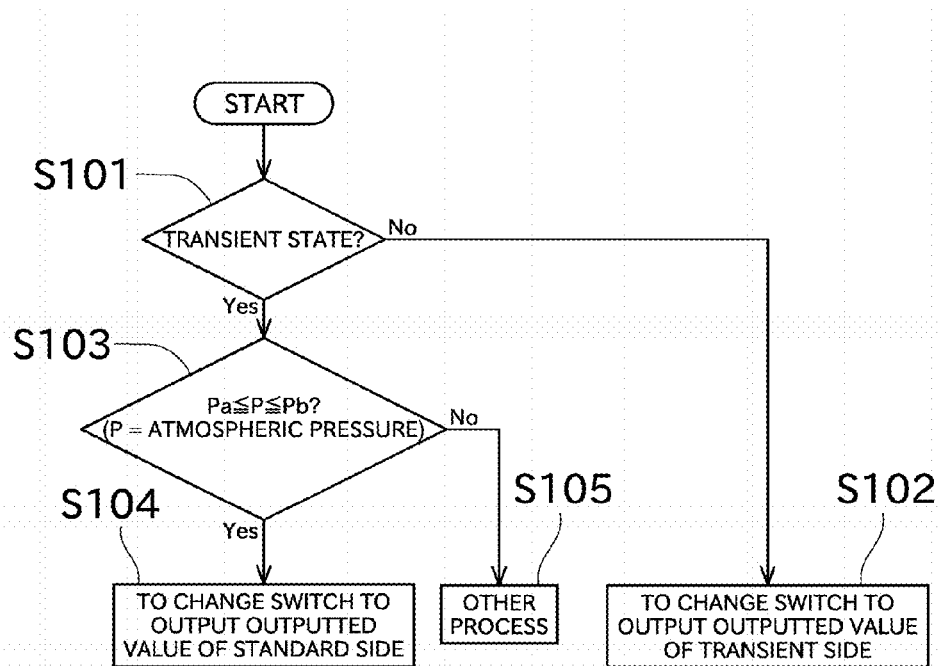 START
S101
TRANSIENT STATE?
No
Yes
S103
Pa≦P≦Pb?
(P = ATMOSPHERIC PRESSURE)
No
S104
Yes
S105
S102
TO CHANGE SWITCH TO
OUTPUT OUTPUTTED
VALUE OF STANDARD SIDE
OTHER
PROCESS
TO CHANGE SWITCH TO
OUTPUT OUTPUTTED VALUE
OF TRANSIENT SIDE